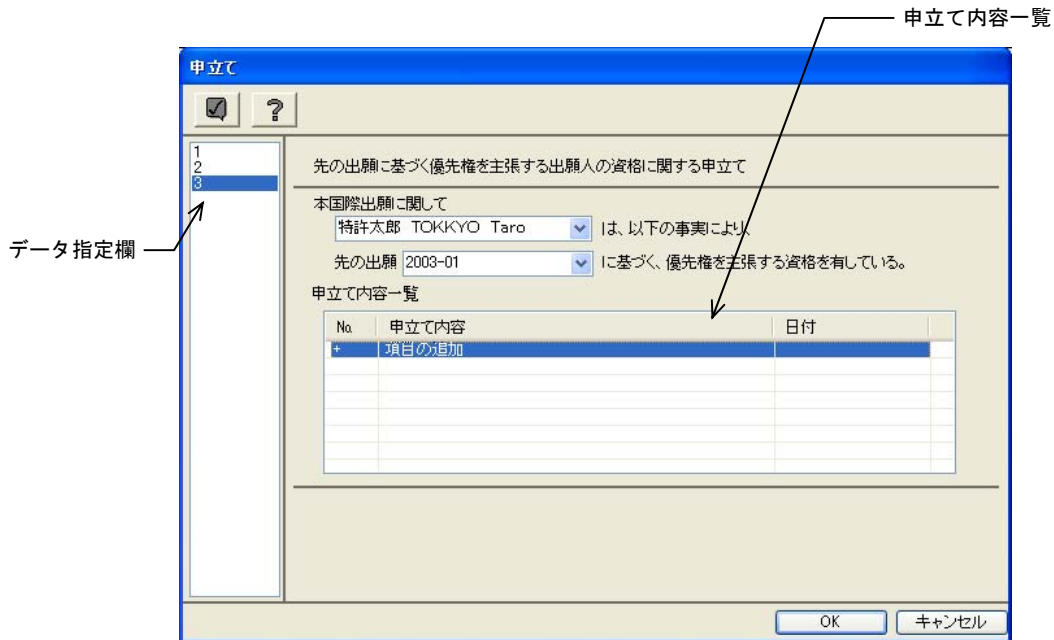 申立て内容一覧
申立て
?
1
2
3
データ指定欄
先の出願に基づく優先権を主張する出願人の資格に関する申立て
本国際出願に関して
特許太郎 TOKKYO Taro は、以下の事実により、
先の出願 2003-01 に基づく、優先権を主張する資格を有している。
申立て内容一覧
No. 申立て内容 日付
+ 項目の追加
OK キャンセル